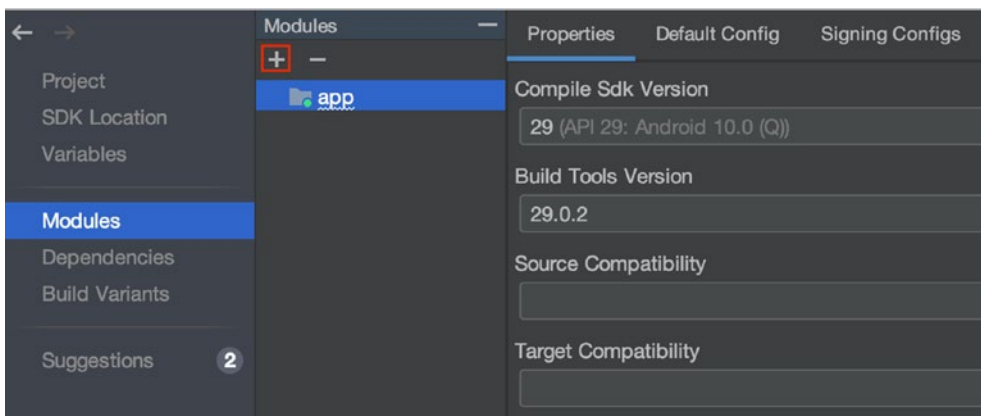 Project
SDK Location
Variables
Modules
Dependencies
Build Variants
Suggestions 2
Modules
app
Properties Default Config Signing Configs
Compile Sdk Version
29 (API 29: Android 10.0 (Q))
Build Tools Version
29.0.2
Source Compatibility
Target Compatibility